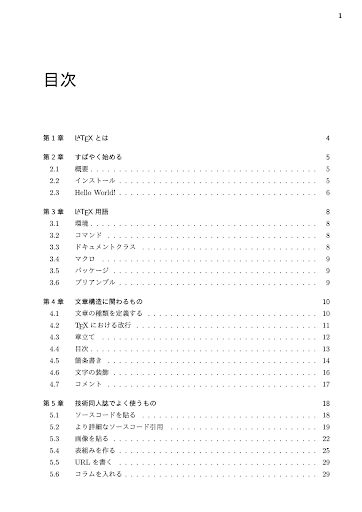 1
目次
第 1 章 LATEX とは 4
第 2 章 すばやく始める 5
2.1 概要 . . . . . . . . . . . . . . . . . . . . . . . . . . . . . . . . . . 5
2.2 インストール . . . . . . . . . . . . . . . . . . . . . . . . . . . . . . 5
2.3 Hello World! . . . . . . . . . . . . . . . . . . . . . . . . . . . . . . 6
第 3 章 LATEX 用語 8
3.1 環境 . . . . . . . . . . . . . . . . . . . . . . . . . . . . . . . . . . 8
3.2 コマンド . . . . . . . . . . . . . . . . . . . . . . . . . . . . . . . . 8
3.3 ドキュメントクラス . . . . . . . . . . . . . . . . . . . . . . . . . . 8
3.4 マクロ . . . . . . . . . . . . . . . . . . . . . . . . . . . . . . . . . 9
3.5 パッケージ . . . . . . . . . . . . . . . . . . . . . . . . . . . . . . . 9
3.6 プリアンブル . . . . . . . . . . . . . . . . . . . . . . . . . . . . . . 9
第 4 章 文章構造に関わるもの 10
4.1 文章の種類を定義する . . . . . . . . . . . . . . . . . . . . . . . . . 10
4.2 TEX における改行 . . . . . . . . . . . . . . . . . . . . . . . . . . . 11
4.3 章立て . . . . . . . . . . . . . . . . . . . . . . . . . . . . . . . . . 12
4.4 目次 . . . . . . . . . . . . . . . . . . . . . . . . . . . . . . . . . . 13
4.5 箇条書き . . . . . . . . . . . . . . . . . . . . . . . . . . . . . . . . 14
4.6 文字の装飾 . . . . . . . . . . . . . . . . . . . . . . . . . . . . . . . 16
4.7 コメント . . . . . . . . . . . . . . . . . . . . . . . . . . . . . . . . 17
第 5 章 技術同人誌でよく使うもの 18
5.1 ソースコードを貼る . . . . . . . . . . . . . . . . . . . . . . . . . . 18
5.2 より詳細なソースコード引用 . . . . . . . . . . . . . . . . . . . . . . 19
5.3 画像を貼る . . . . . . . . . . . . . . . . . . . . . . . . . . . . . . . 22
5.4 表組みを作る . . . . . . . . . . . . . . . . . . . . . . . . . . . . . . 25
5.5 URL を書く . . . . . . . . . . . . . . . . . . . . . . . . . . . . . . 29
5.6 コラムを入れる . . . . . . . . . . . . . . . . . . . . . . . . . . . . . 29